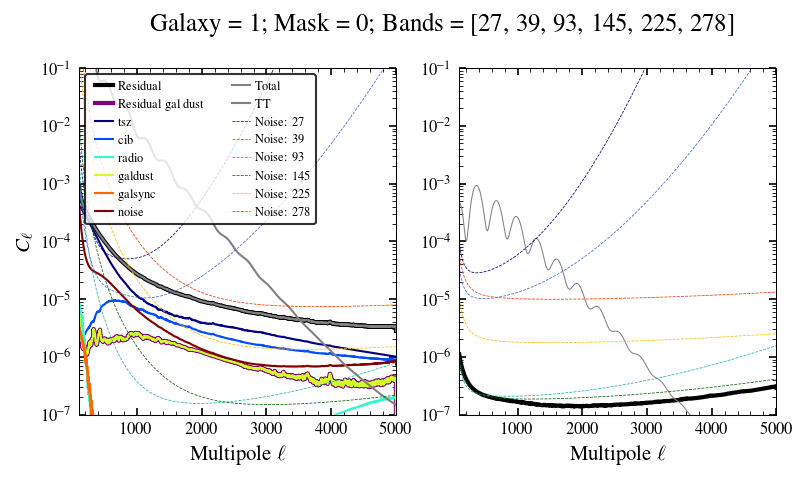 Galaxy = 1; Mask = 0; Bands = [27, 39, 93, 145, 225, 278]
10⁻¹
10⁻²
10⁻³
10⁻⁴
10⁻⁵
10⁻⁶
10⁻⁷
C_ℓ
Residual
Residual gal dust
tsz
cib
radio
galdust
galsync
noise
Total
TT
Noise: 27
Noise: 39
Noise: 93
Noise: 145
Noise: 225
Noise: 278
1000 2000 3000 4000 5000
Multipole ℓ
10⁻¹
10⁻²
10⁻³
10⁻⁴
10⁻⁵
10⁻⁶
10⁻⁷
1000 2000 3000 4000 5000
Multipole ℓ